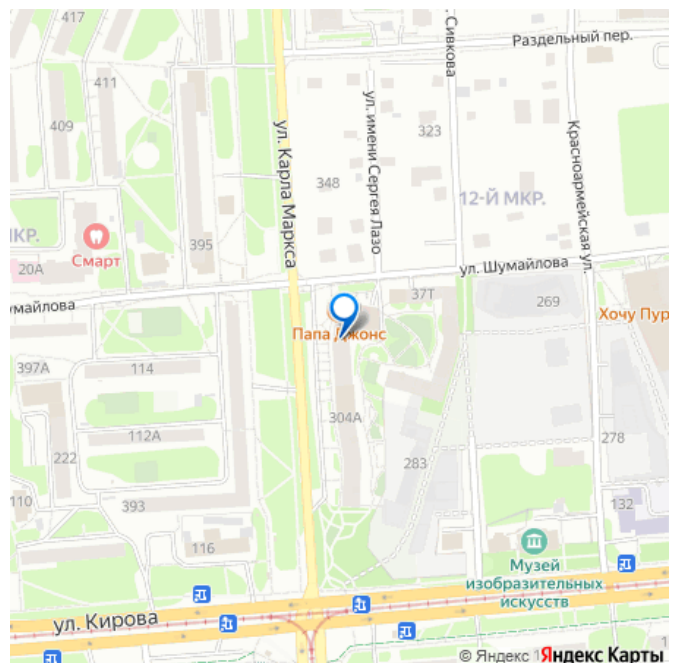 417
Сивкова
Раздельный пер.
411
409
ул. Карла Маркса
ул. имени Сергея Лазо
323
Красноармейская ул.
348
12-Й МКР.
КР.
395
Смарт
20А
ул. Шумайлова
умайлова
37Т
269
Хочу Пур
Папа Джонс
397А
114
304А
112А
222
283
278
110
393
132
116
Музей
изобразительных
искусств
ул. Кирова
© Яндекс
Яндекс Карты